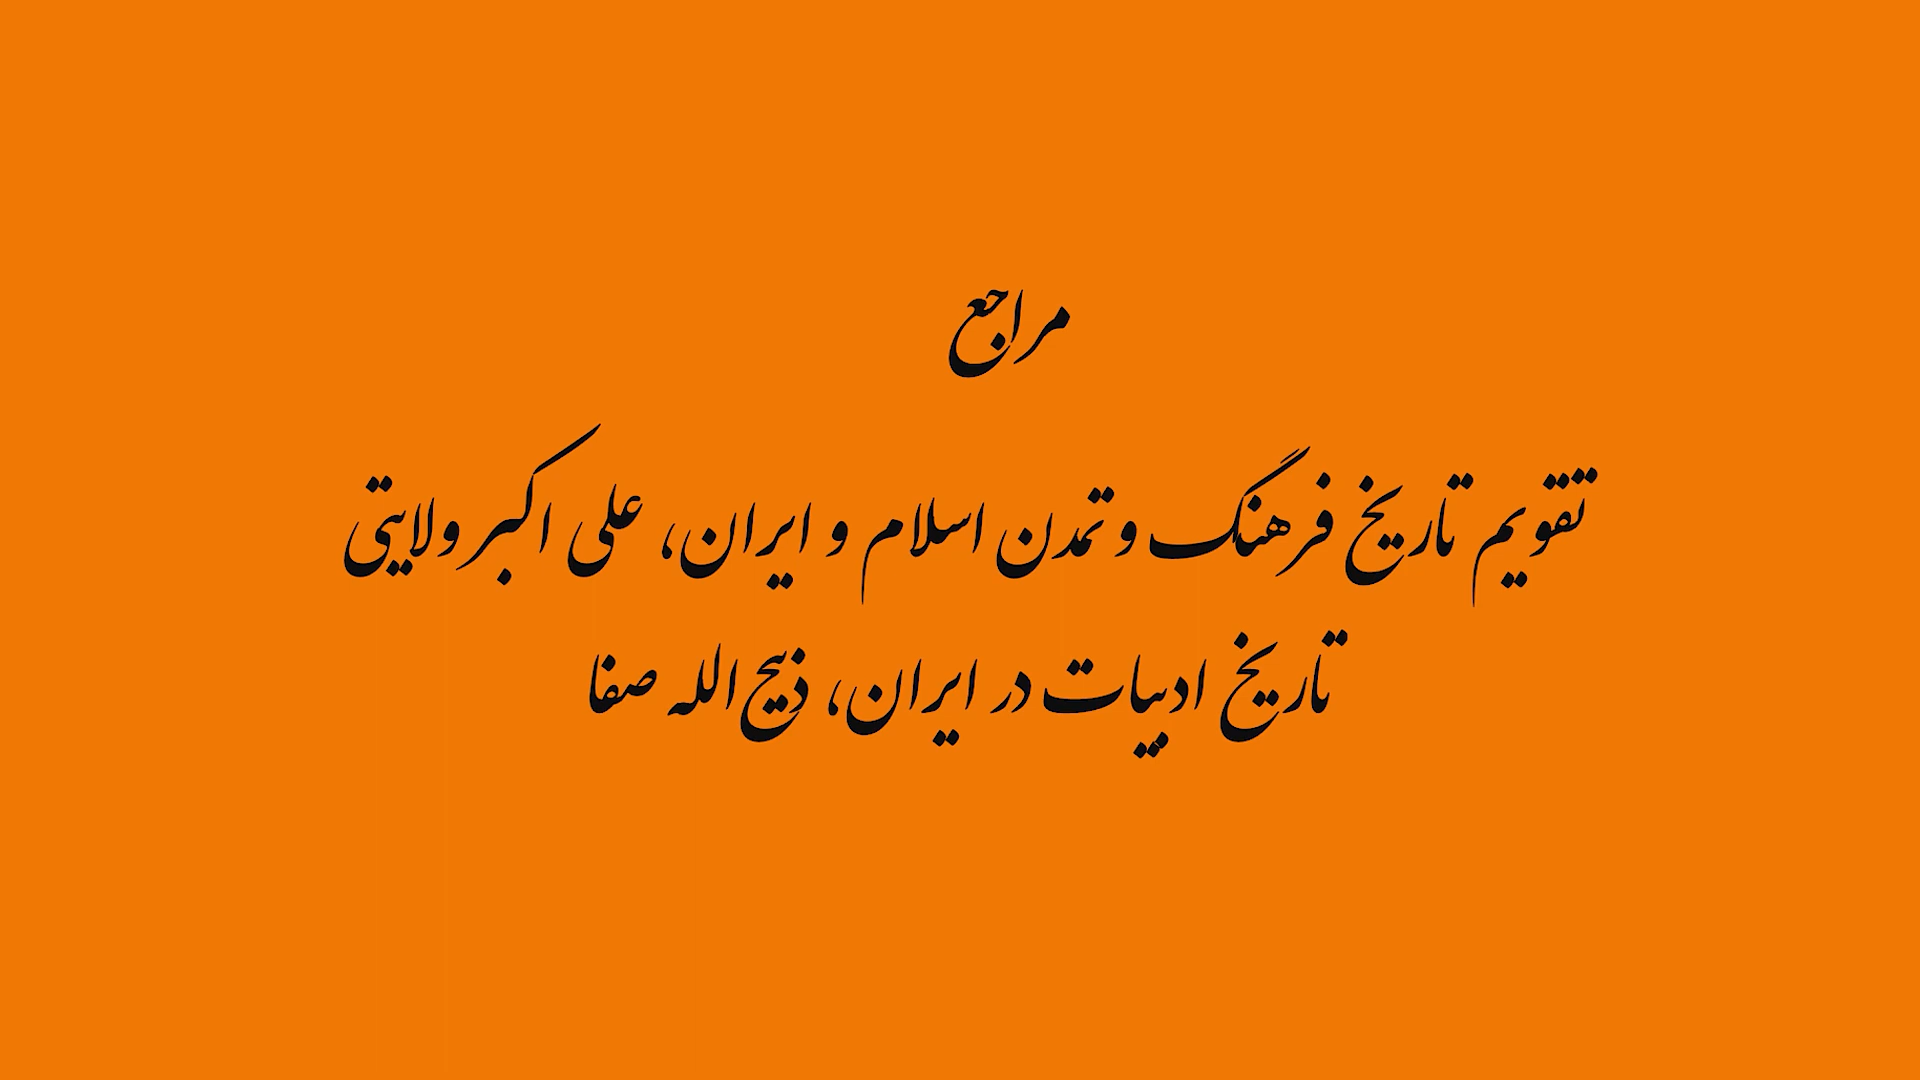 مراجع
تقویم تاریخ فرهنگ و تمدن اسلام و ایران، علی اکبر ولایتی
تاریخ ادبیات در ایران، ذبیح‌الله صفا